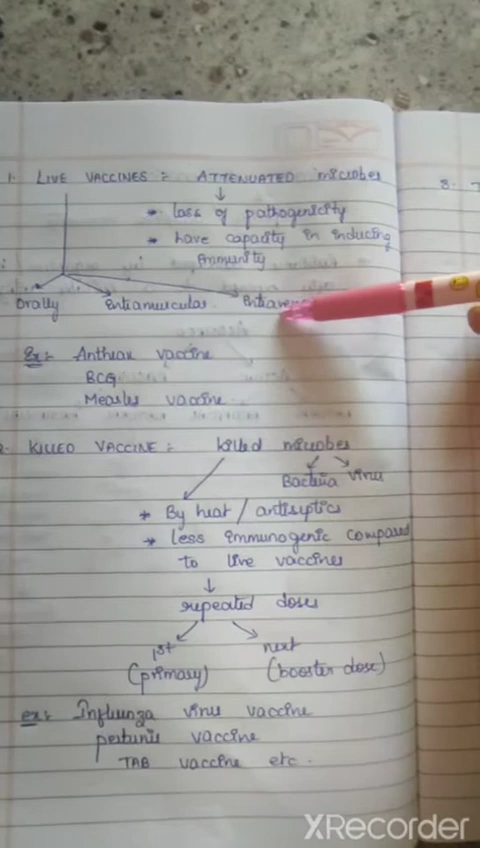 1. LIVE VACCINES :- ATTENUATED microbes
* loss of pathogenicity
* have capacity in inducing
immunity
Orally intramuscular
Ex:- Anthrax vaccine
BCG
Measles vaccine
2. KILLED VACCINE :- killed microbes
Bacteria virus
* By heat / antiseptics
* less immunogenic compared
to live vaccines
repeated doses
1st next
(primary) (booster dose)
ex:- Influenza virus vaccine
pertussis vaccine
TAB vaccine etc.
3. T
XRecorder